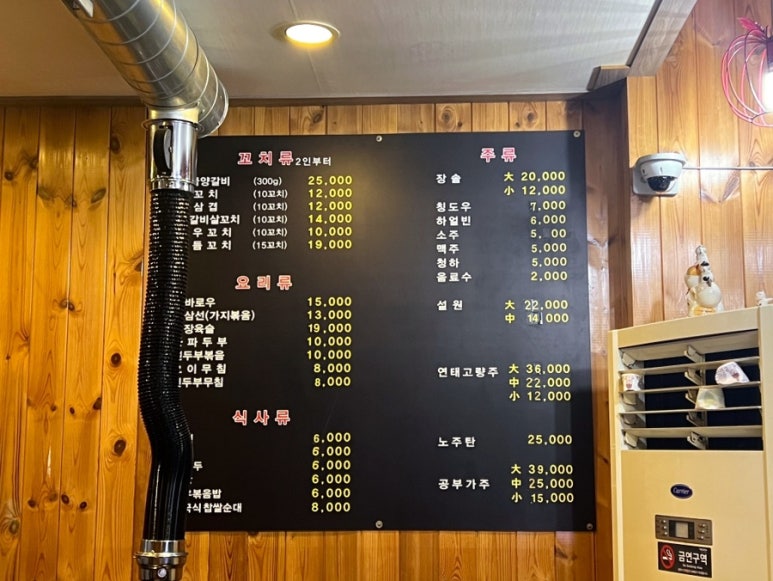 꼬치류 2인부터
양갈비 (300g) 25,000
꼬치 (10꼬치) 12,000
삼겹 (10꼬치) 12,000
갈비살꼬치 (10꼬치) 14,000
우꼬치 (10꼬치) 10,000
꼬치 (15꼬치) 19,000
요리류
바로우 15,000
삼선(가지볶음) 13,000
장육슬 19,000
파두부 10,000
두부볶음 10,000
이무침 8,000
두부무침 8,000
식사류
6,000
6,000
두 6,000
6,000
볶음밥 6,000
식찹쌀순대 8,000
주류
장술 大 20,000
小 12,000
칭도우 7,000
하얼빈 6,000
소주 5. 00
맥주 5,000
청하 5,000
음료수 2,000
설원 大 22,000
中 14,000
연태고량주 大 36,000
中 22,000
小 12,000
노주탄 25,000
공부가주 大 39,000
中 25,000
小 15,000
Carrier
금연구역